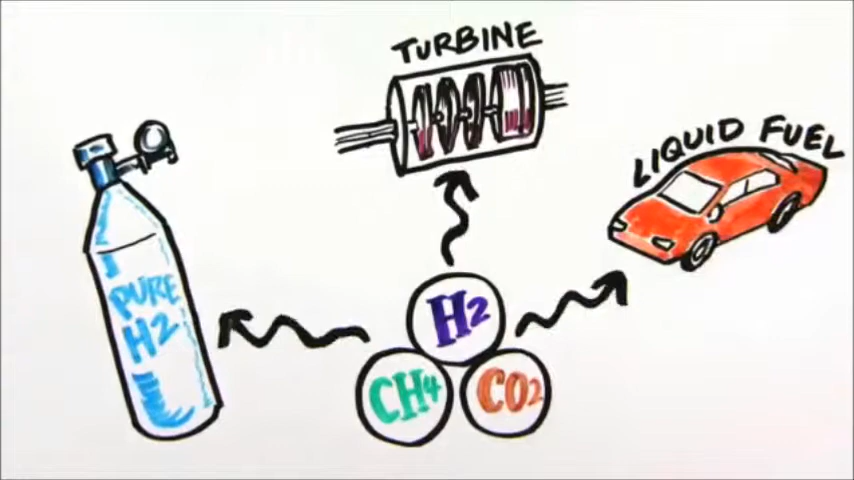 TURBINE
LIQUID FUEL
PURE
H2
H2
CH4
CO2